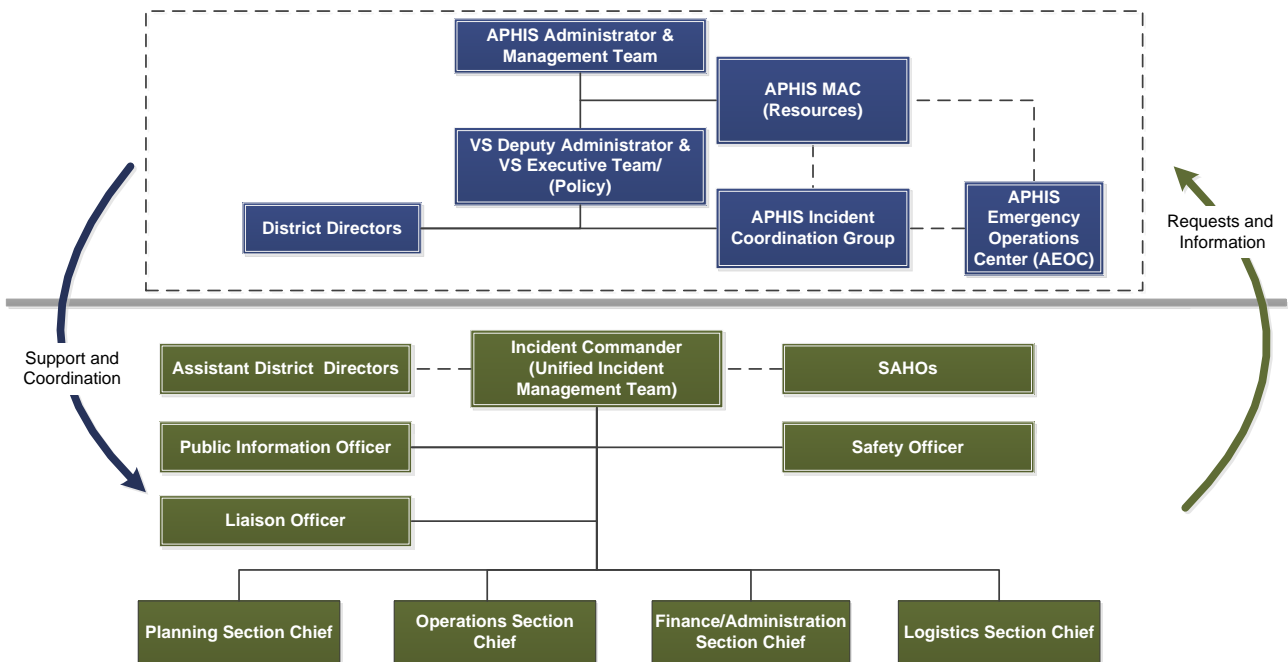 APHIS Administrator &
Management Team
APHIS MAC
(Resources)
VS Deputy Administrator &
VS Executive Team/
(Policy)
District Directors
APHIS Incident
Coordination Group
APHIS
Emergency
Operations
Center (AEOC)
Requests and
Information
Support and
Coordination
Assistant District  Directors
Incident Commander
(Unified Incident
Management Team)
SAHOs
Public Information Officer
Safety Officer
Liaison Officer
Planning Section Chief
Operations Section
Chief
Finance/Administration
Section Chief
Logistics Section Chief